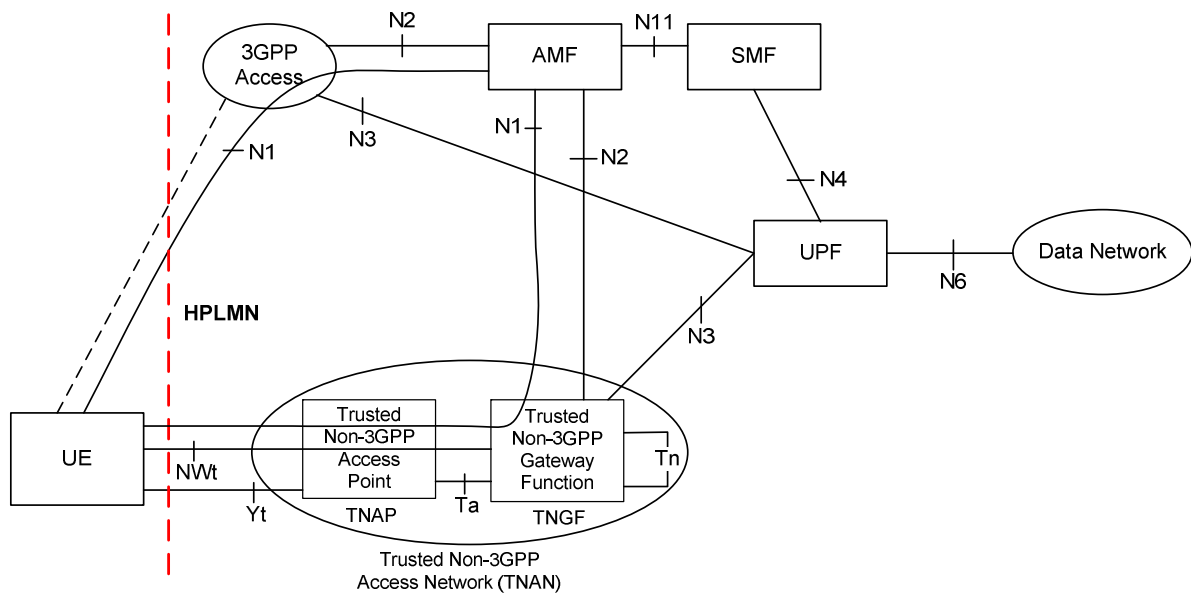 N2
N11
3GPP
Access
AMF
SMF
N1
N3
N1
N2
N4
UPF
Data Network
N6
HPLMN
N3
UE
Trusted
Non-3GPP
Access
Point
Trusted
Non-3GPP
Gateway
Function
Tn
NWt
Yt
Ta
TNAP
TNGF
Trusted Non-3GPP
Access Network (TNAN)